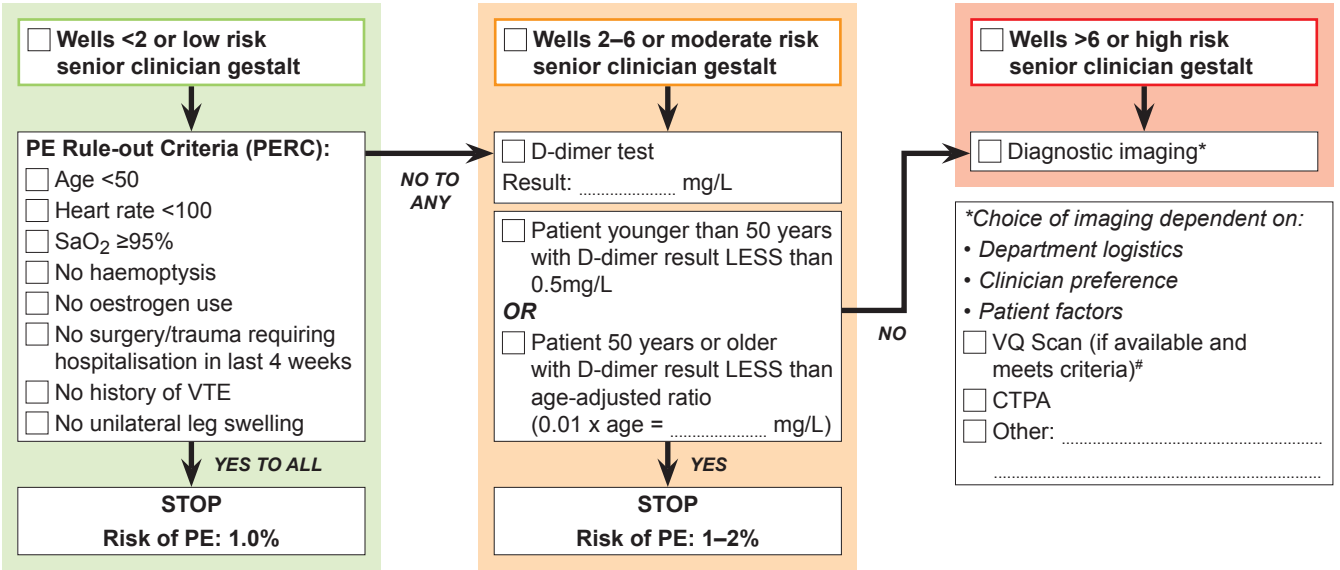 ☐ Wells <2 or low risk
senior clinician gestalt
PE Rule-out Criteria (PERC):
☐ Age <50
☐ Heart rate <100
☐ SaO2 ≥95%
☐ No haemoptysis
☐ No oestrogen use
☐ No surgery/trauma requiring
hospitalisation in last 4 weeks
☐ No history of VTE
☐ No unilateral leg swelling
YES TO ALL
STOP
Risk of PE: 1.0%
NO TO
ANY
☐ Wells 2–6 or moderate risk
senior clinician gestalt
☐ D-dimer test
Result: ...................... mg/L
☐ Patient younger than 50 years
with D-dimer result LESS than
0.5mg/L
OR
☐ Patient 50 years or older
with D-dimer result LESS than
age-adjusted ratio
(0.01 x age = ...................... mg/L)
YES
STOP
Risk of PE: 1–2%
NO
☐ Wells >6 or high risk
senior clinician gestalt
☐ Diagnostic imaging*
*Choice of imaging dependent on:
• Department logistics
• Clinician preference
• Patient factors
☐ VQ Scan (if available and
meets criteria)#
☐ CTPA
☐ Other: ......................................................
......................................................................